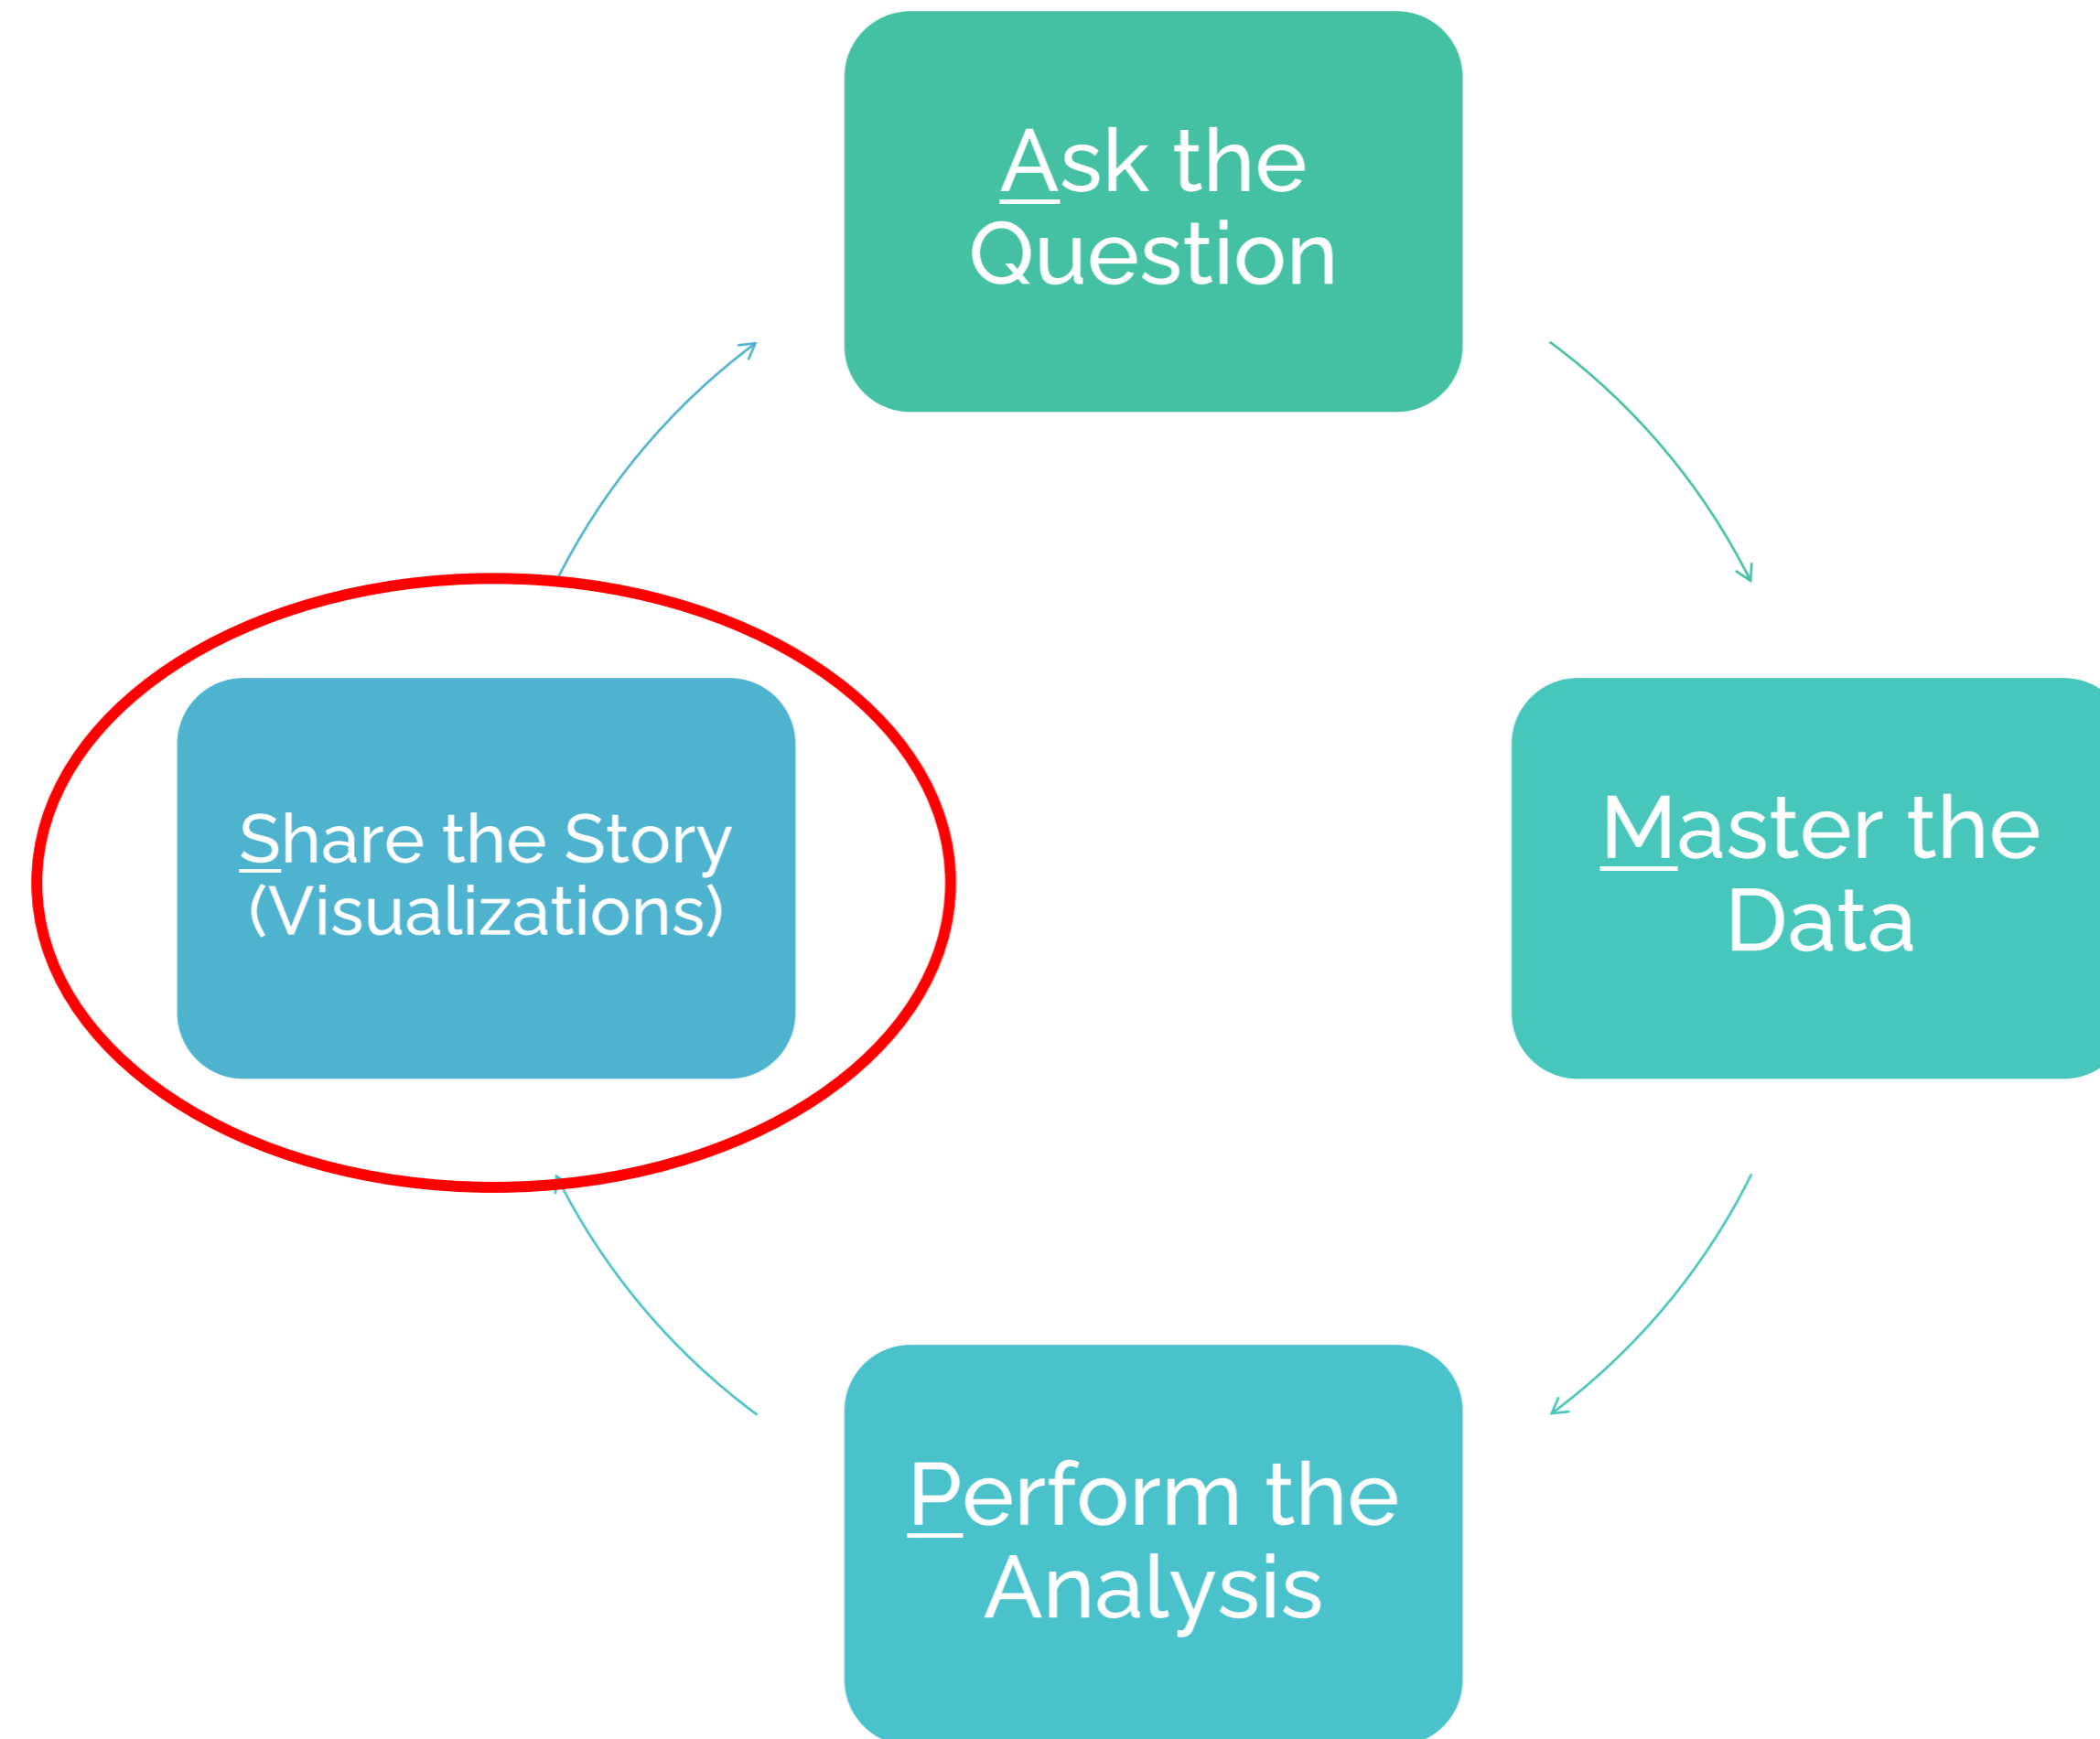 Ask the
Question
Master the
Data
Perform the
Analysis
Share the Story
(Visualizations)